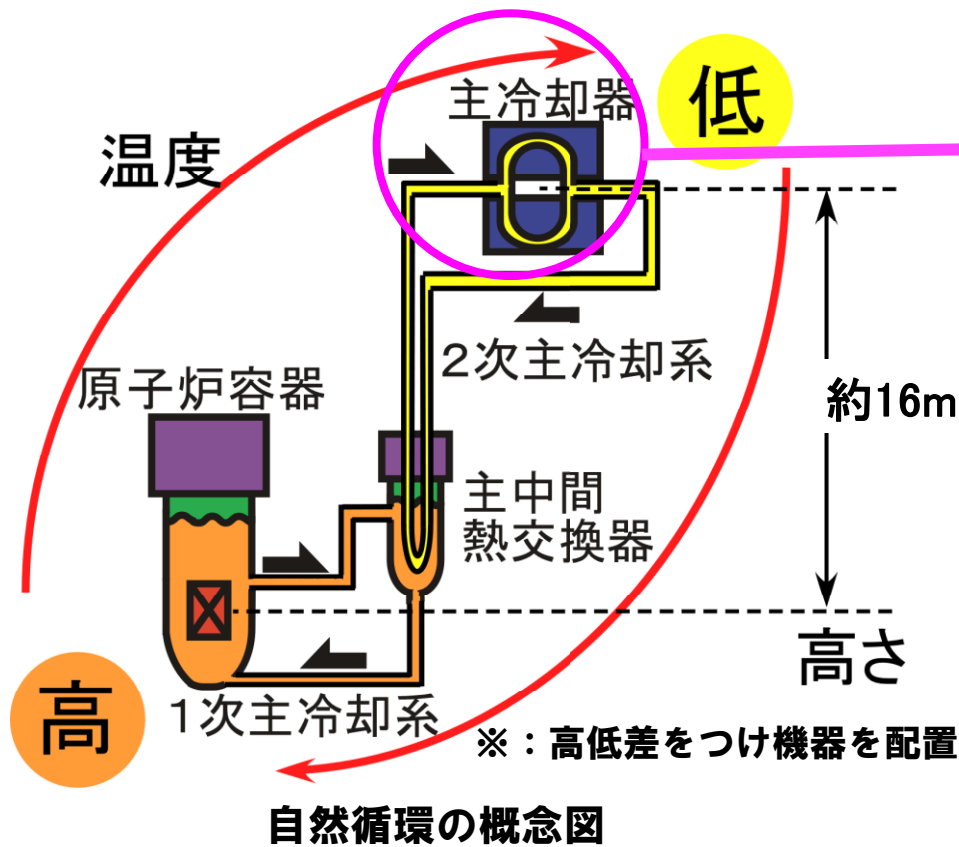 主冷却器
低
温度
2次主冷却系
原子炉容器
約16m
主中間
熱交換器
高さ
高
1次主冷却系
※：高低差をつけ機器を配置
自然循環の概念図